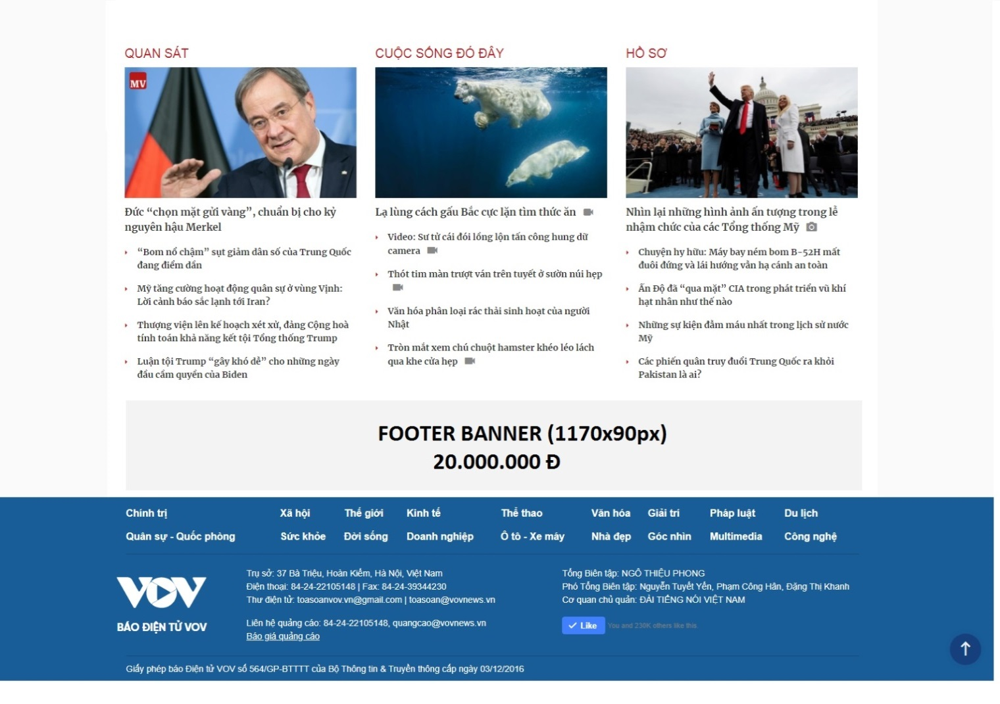 QUAN SÁT
MV
Đức “chọn mặt gửi vàng”, chuẩn bị cho kỷ
nguyên hậu Merkel
“Bom nổ chậm” sụt giảm dân số của Trung Quốc
đang điểm dần
Mỹ tăng cường hoạt động quân sự ở vùng Vịnh:
Lời cảnh báo sắc lạnh tới Iran?
Thượng viện lên kế hoạch xét xử, đảng Cộng hoà
tính toán khả năng kết tội Tổng thống Trump
Luận tội Trump “gây khó dễ” cho những ngày
đầu cầm quyền của Biden
CUỘC SỐNG ĐÓ ĐÂY
Lạ lùng cách gấu Bắc cực lặn tìm thức ăn
Video: Sư tử cái đói lồng lộn tấn công hung dữ
camera
Thót tim màn trượt ván trên tuyết ở sườn núi hẹp
Văn hóa phân loại rác thải sinh hoạt của người
Nhật
Tròn mắt xem chú chuột hamster khéo léo lách
qua khe cửa hẹp
HỒ SƠ
Nhìn lại những hình ảnh ấn tượng trong lễ
nhậm chức của các Tổng thống Mỹ
Chuyện hy hữu: Máy bay ném bom B-52H mất
đuôi đứng và lái hướng vẫn hạ cánh an toàn
Ấn Độ đã “qua mặt” CIA trong phát triển vũ khí
hạt nhân như thế nào
Những sự kiện đẫm máu nhất trong lịch sử nước
Mỹ
Các phiến quân truy đuổi Trung Quốc ra khỏi
Pakistan là ai?
FOOTER BANNER (1170x90px)
20.000.000 Đ
Chính trị Xã hội Thế giới Kinh tế Thể thao Văn hóa Giải trí Pháp luật Du lịch
Quân sự - Quốc phòng Sức khỏe Đời sống Doanh nghiệp Ô tô - Xe máy Nhà đẹp Góc nhìn Multimedia Công nghệ
VOV
BÁO ĐIỆN TỬ VOV
Trụ sở: 37 Bà Triệu, Hoàn Kiếm, Hà Nội, Việt Nam
Điện thoại: 84-24-22105148 | Fax: 84-24-39344230
Thư điện tử: toasoanvov.vn@gmail.com | toasoan@vovnews.vn
Liên hệ quảng cáo: 84-24-22105148, quangcao@vovnews.vn
Báo giá quảng cáo
Tổng Biên tập: NGÔ THIỆU PHONG
Phó Tổng Biên tập: Nguyễn Tuyết Yến, Phạm Công Hân, Đặng Thị Khanh
Cơ quan chủ quản: ĐÀI TIẾNG NÓI VIỆT NAM
Like You and 230K others like this
Giấy phép báo Điện tử VOV số 564/GP-BTTTT của Bộ Thông tin & Truyền thông cấp ngày 03/12/2016